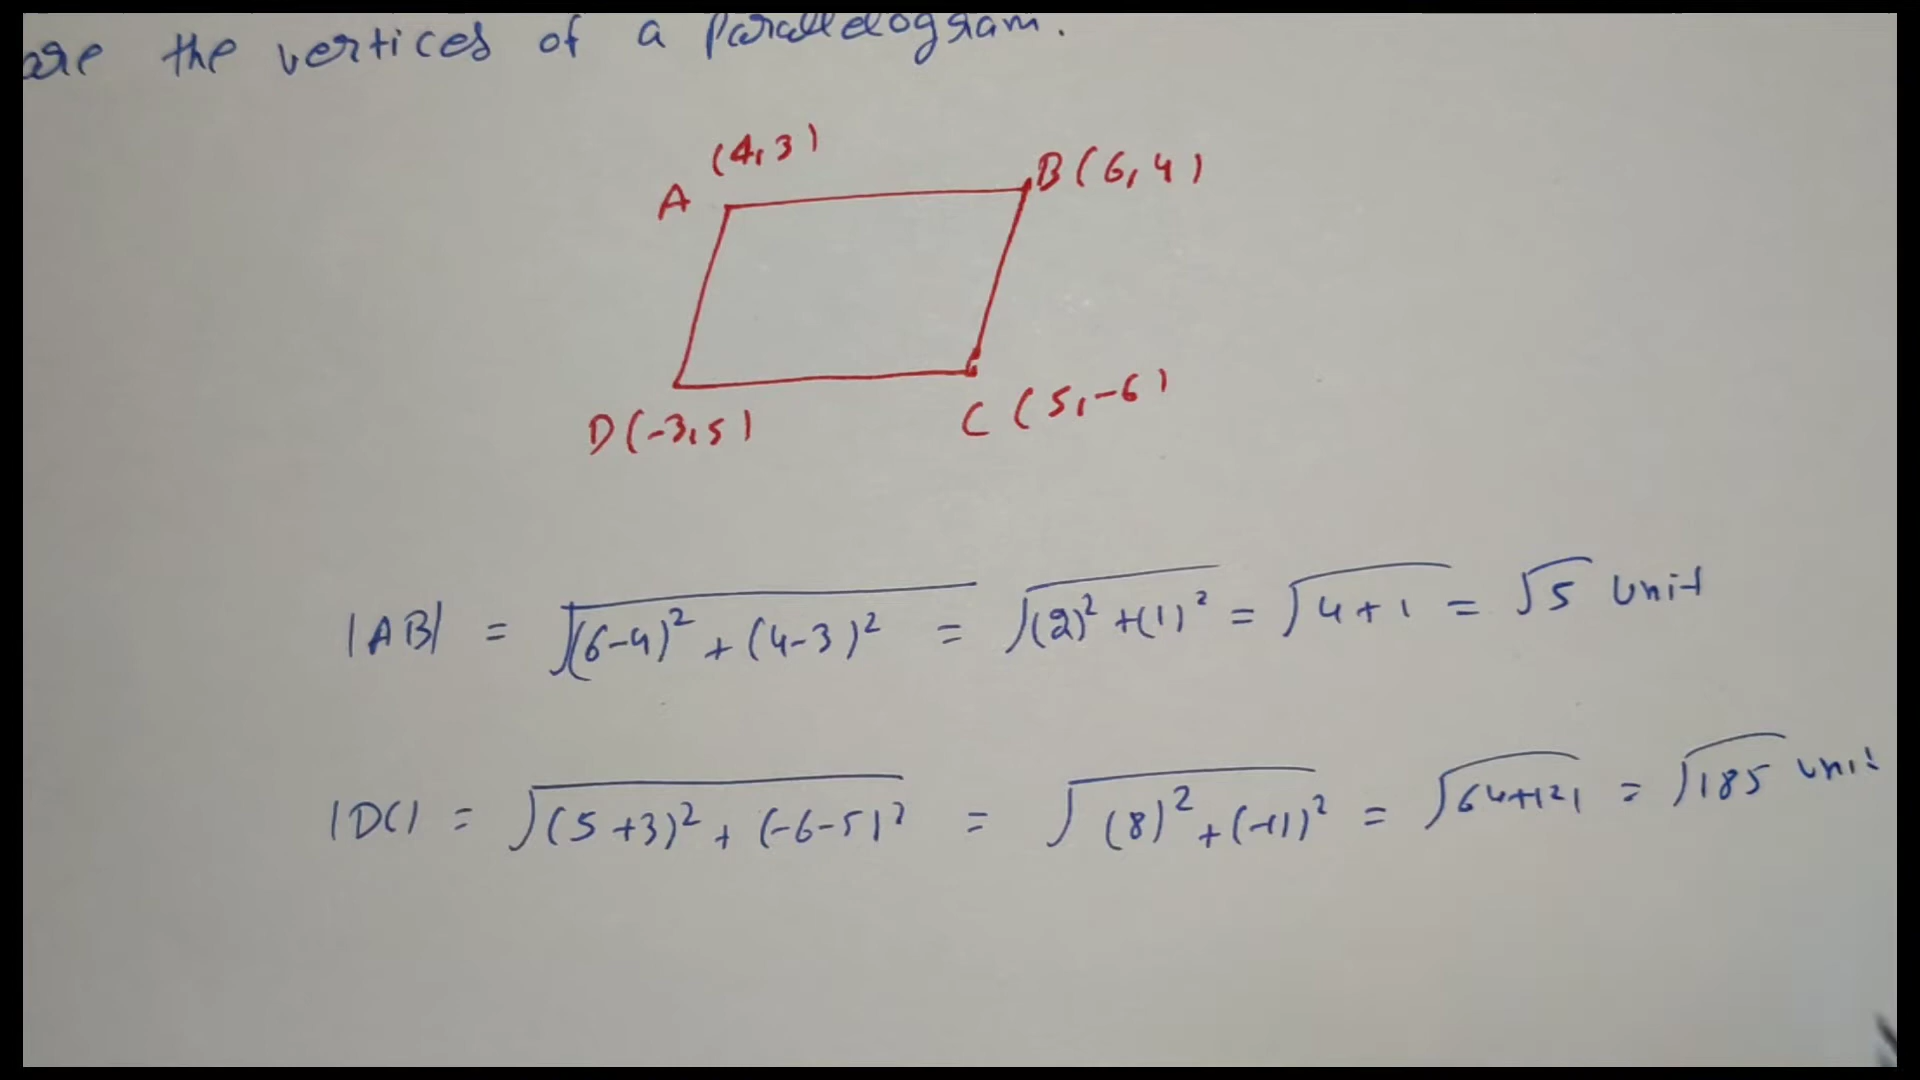 are the vertices of a parallelogram.
(4,3)
A
B(6,4)
D(-3,5)
C(5,-6)
|AB| = √(6-4)² + (4-3)² = √(2)² + (1)² = √4+1 = √5 unit
|DC| = √(5+3)² + (-6-5)² = √(8)² + (-11)² = √64+121 = √185 unit